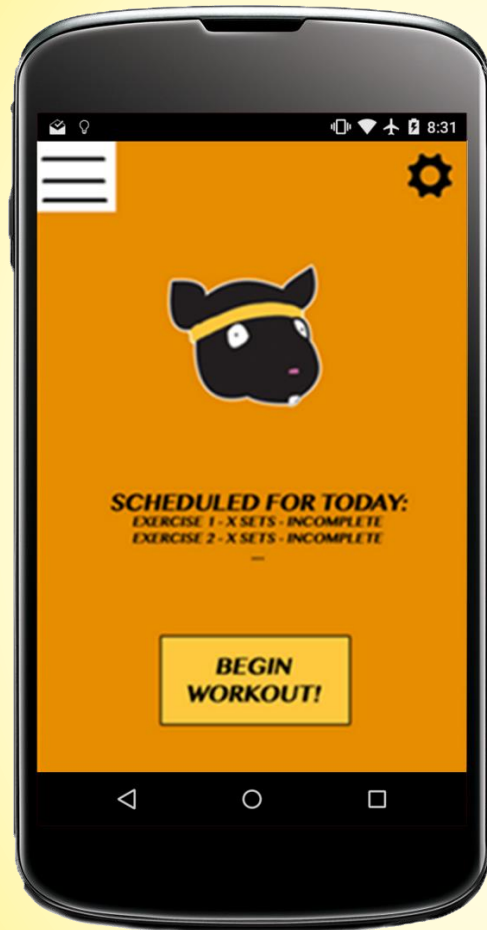 8:31
SCHEDULED FOR TODAY:
EXERCISE 1 - X SETS - INCOMPLETE
EXERCISE 2 - X SETS - INCOMPLETE
...
BEGIN
WORKOUT!